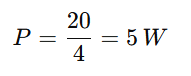 P = 20/4 = 5 W